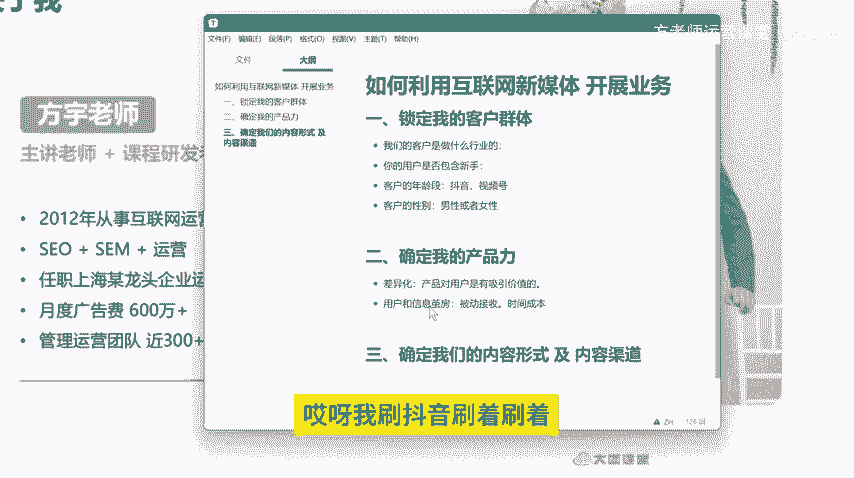 于我
方老师运营课堂
方宇老师
主讲老师 + 课程研发老
• 2012年从事互联网运营
• SEO + SEM + 运营
• 任职上海某龙头企业运
• 月度广告费 600万+
• 管理运营团队 近300+
文件(F) 编辑(E) 段落(P) 格式(O) 视图(V) 主题(T) 帮助(H)
文件 大纲
如何利用互联网新媒体 开展业务
一、锁定我的客户群体
二、确定我的产品力
三、确定我们的内容形式 及
内容渠道
如何利用互联网新媒体 开展业务
一、锁定我的客户群体
• 我们的客户是做什么行业的:
• 你的用户是否包含新手:
• 客户的年龄段: 抖音、视频号
• 客户的性别: 男性或者女性
二、确定我的产品力
• 差异化: 产品对用户是有吸引价值的。
• 用户和信息茧房: 被动接收。时间成本
三、确定我们的内容形式 及 内容渠道
ZH 126 词
哎呀我刷抖音刷着刷着